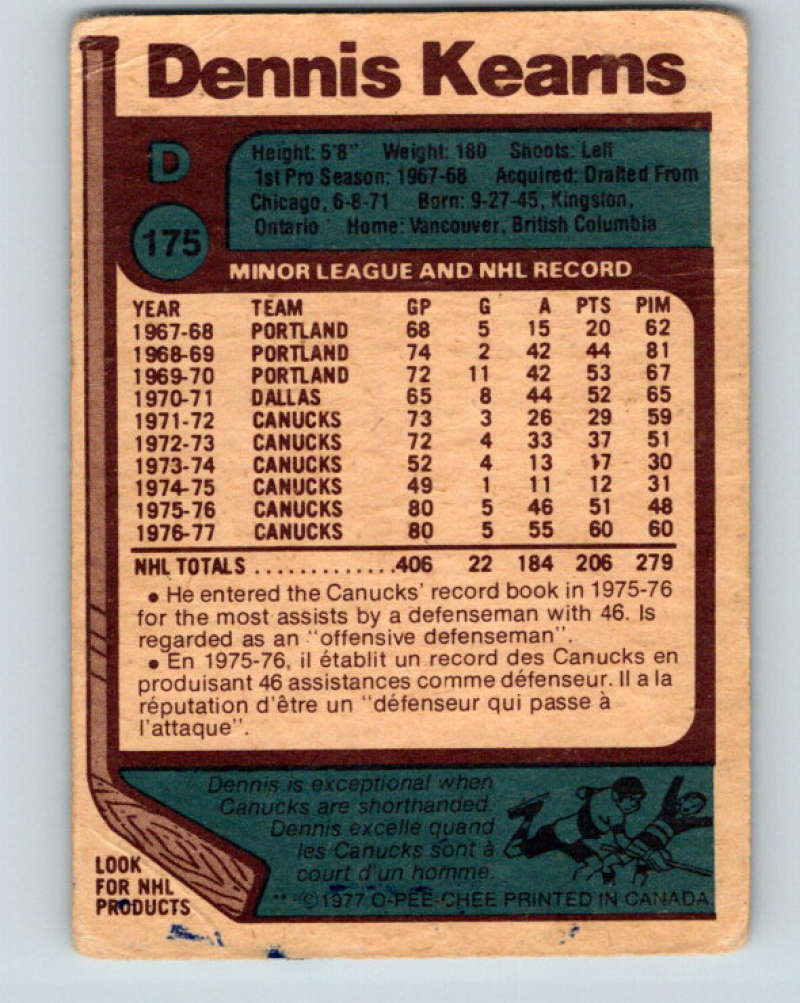 Dennis Kearns
D
Height: 5'8" Weight: 180 Shoots: Left
1st Pro Season: 1967-68 Acquired: Drafted From
Chicago, 6-8-71 Born: 9-27-45, Kingston,
Ontario Home: Vancouver, British Columbia
175
MINOR LEAGUE AND NHL RECORD
YEAR TEAM GP G A PTS PIM
1967-68 PORTLAND 68 5 15 20 62
1968-69 PORTLAND 74 2 42 44 81
1969-70 PORTLAND 72 11 42 53 67
1970-71 DALLAS 65 8 44 52 65
1971-72 CANUCKS 73 3 26 29 59
1972-73 CANUCKS 72 4 33 37 51
1973-74 CANUCKS 52 4 13 17 30
1974-75 CANUCKS 49 1 11 12 31
1975-76 CANUCKS 80 5 46 51 48
1976-77 CANUCKS 80 5 55 60 60
NHL TOTALS .............406 22 184 206 279
• He entered the Canucks' record book in 1975-76
for the most assists by a defenseman with 46. Is
regarded as an "offensive defenseman".
• En 1975-76, il établit un record des Canucks en
produisant 46 assistances comme défenseur. Il a la
réputation d'être un "défenseur qui passe à
l'attaque".
Dennis is exceptional when
Canucks are shorthanded.
Dennis excelle quand
les Canucks sont à
court d'un homme.
LOOK
FOR NHL
PRODUCTS
** ©1977 O-PEE-CHEE PRINTED IN CANADA